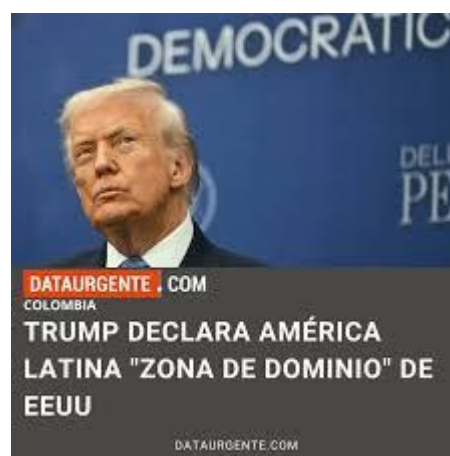 DEMOCRATIC
DATAURGENTE.COM
COLOMBIA
TRUMP DECLARA AMÉRICA
LATINA "ZONA DE DOMINIO" DE
EEUU
DATAURGENTE.COM